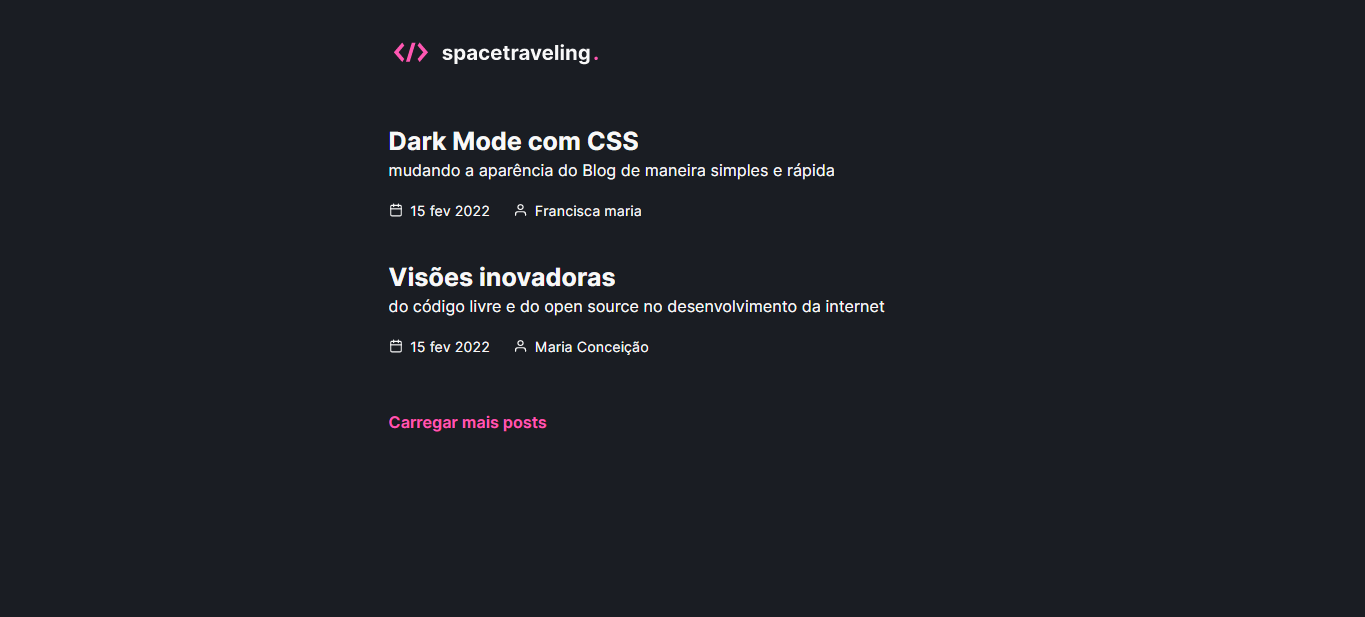 </> spacetraveling.
Dark Mode com CSS
mudando a aparência do Blog de maneira simples e rápida
15 fev 2022 Francisca maria
Visões inovadoras
do código livre e do open source no desenvolvimento da internet
15 fev 2022 Maria Conceição
Carregar mais posts